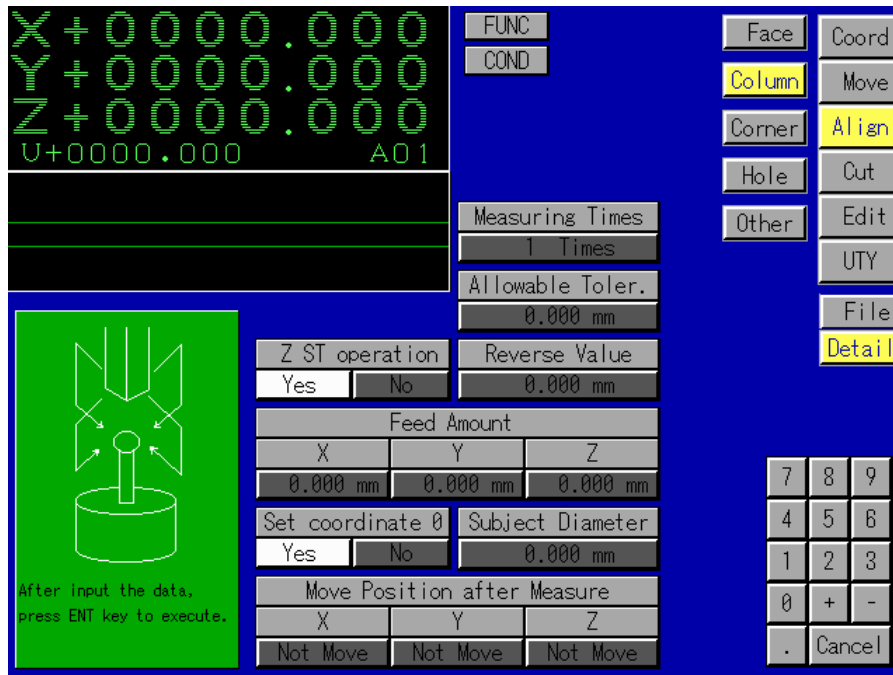 X+0000.000
Y+0000.000
Z+0000.000
U+0000.000 A01
FUNC
COND
Face
Column
Corner
Hole
Other
Coord
Move
Align
Cut
Edit
UTY
File
Detail
Measuring Times
1 Times
Allowable Toler.
0.000 mm
Z ST operation
Yes No
Reverse Value
0.000 mm
Feed Amount
X Y Z
0.000 mm 0.000 mm 0.000 mm
Set coordinate 0
Yes No
Subject Diameter
0.000 mm
Move Position after Measure
X Y Z
Not Move Not Move Not Move
After input the data,
press ENT key to execute.
7 8 9
4 5 6
1 2 3
0 + -
. Cancel